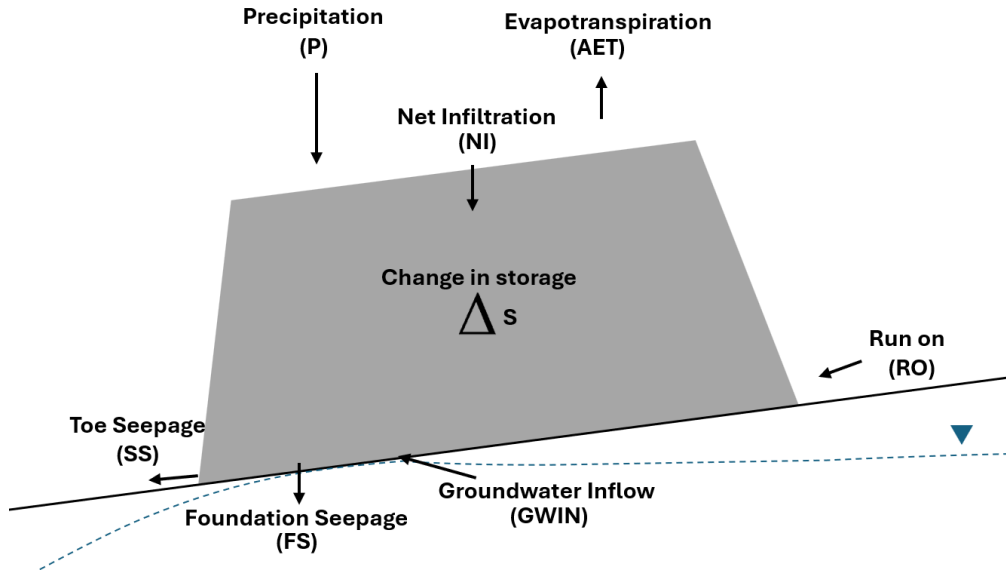 Precipitation
(P)
Evapotranspiration
(AET)
Net Infiltration
(NI)
Change in storage
Δ S
Run on
(RO)
Toe Seepage
(SS)
Groundwater Inflow
(GWIN)
Foundation Seepage
(FS)